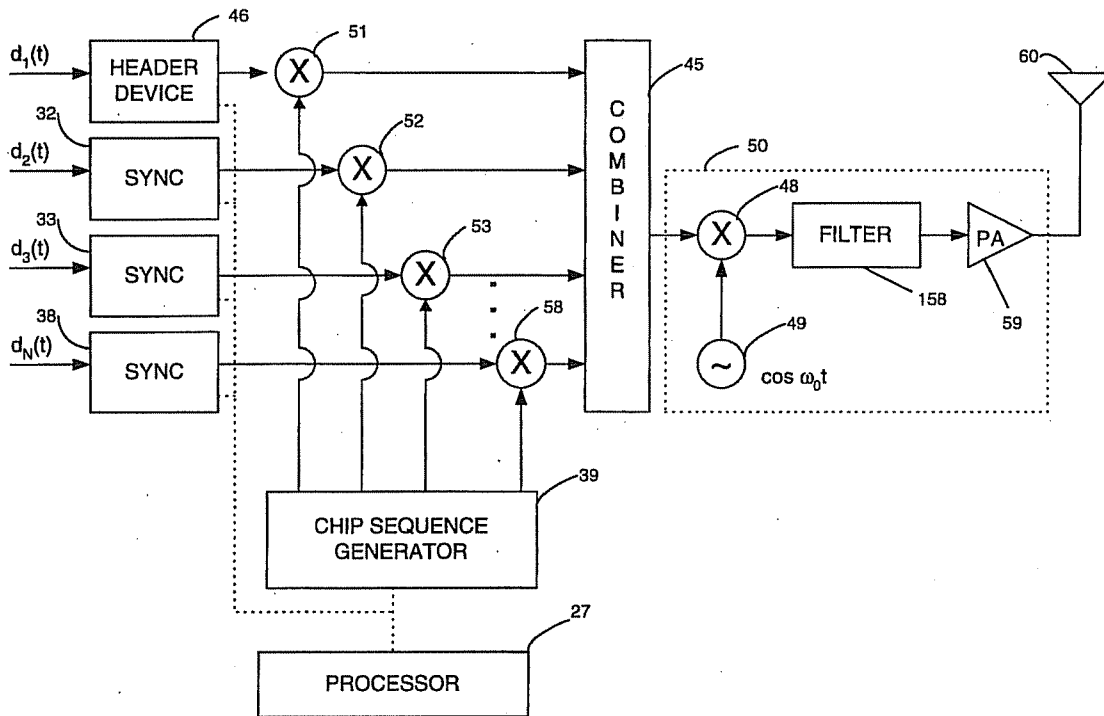 46
51
60
d₁(t)
HEADER
DEVICE
X
45
32
52
d₂(t)
SYNC
X
COMBINER
50
48
33
53
d₃(t)
SYNC
X
X
FILTER
PA
158
59
38
58
dN(t)
SYNC
X
49
~
cos ω₀t
39
CHIP SEQUENCE
GENERATOR
27
PROCESSOR